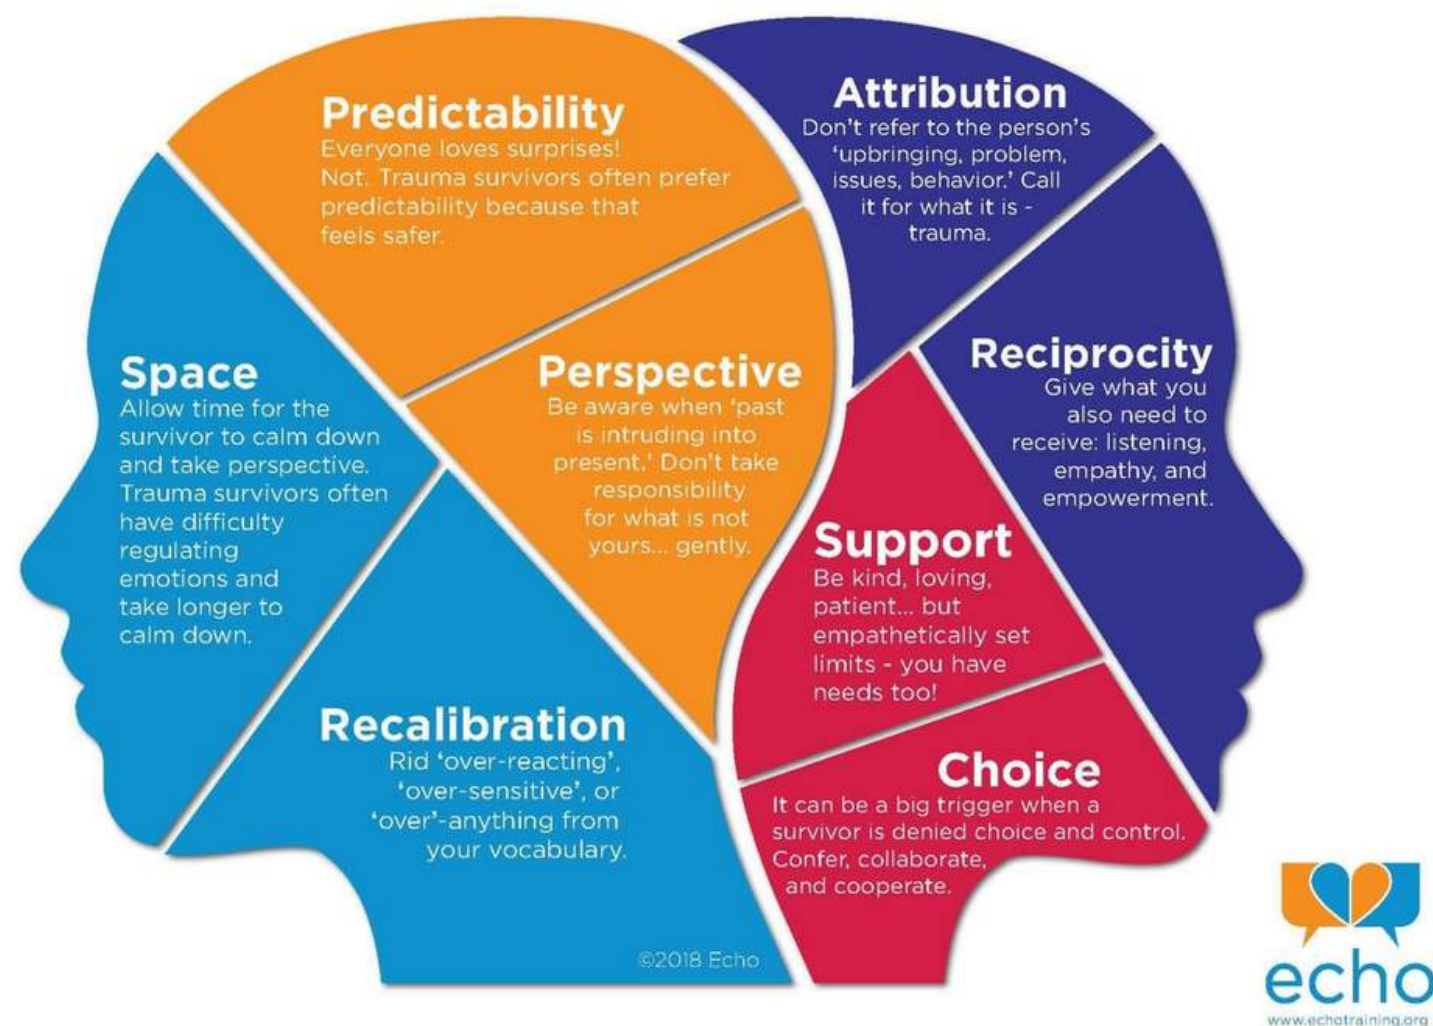 Predictability
Everyone loves surprises!
Not. Trauma survivors often prefer
predictability because that
feels safer.
Attribution
Don't refer to the person's
'upbringing, problem,
issues, behavior.' Call
it for what it is -
trauma.
Space
Allow time for the
survivor to calm down
and take perspective.
Trauma survivors often
have difficulty
regulating
emotions and
take longer to
calm down.
Perspective
Be aware when 'past
is intruding into
present.' Don't take
responsibility
for what is not
yours... gently.
Reciprocity
Give what you
also need to
receive: listening,
empathy, and
empowerment.
Support
Be kind, loving,
patient... but
empathetically set
limits - you have
needs too!
Recalibration
Rid 'over-reacting',
'over-sensitive', or
'over'-anything from
your vocabulary.
Choice
It can be a big trigger when a
survivor is denied choice and control.
Confer, collaborate,
and cooperate.
©2018 Echo
echo
www.echotraining.org